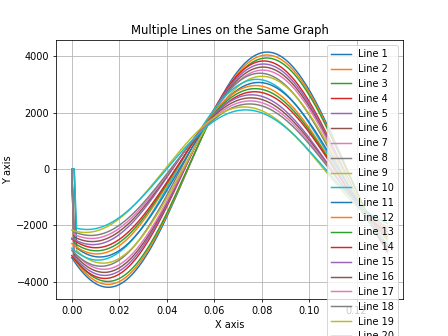 Multiple Lines on the Same Graph
Y axis
4000
2000
0
−2000
−4000
0.00
0.02
0.04
0.06
0.08
0.10
X axis
Line 1
Line 2
Line 3
Line 4
Line 5
Line 6
Line 7
Line 8
Line 9
Line 10
Line 11
Line 12
Line 13
Line 14
Line 15
Line 16
Line 17
Line 18
Line 19
Line 20